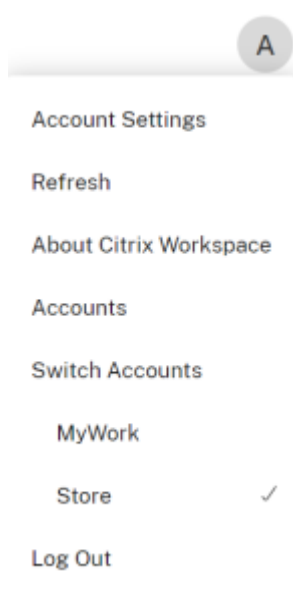 A
Account Settings
Refresh
About Citrix Workspace
Accounts
Switch Accounts
MyWork
Store
Log Out